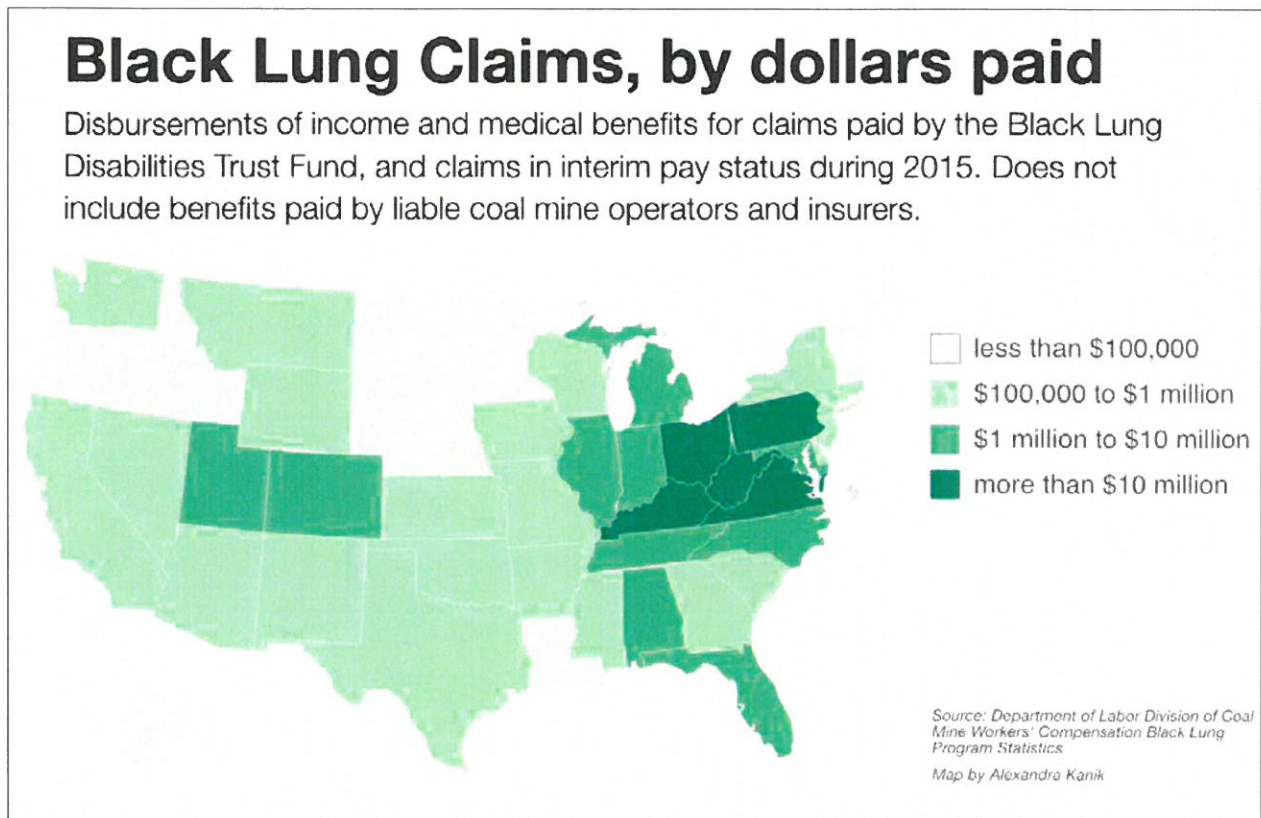 Black Lung Claims, by dollars paid
Disbursements of income and medical benefits for claims paid by the Black Lung
Disabilities Trust Fund, and claims in interim pay status during 2015. Does not
include benefits paid by liable coal mine operators and insurers.
less than $100,000
$100,000 to $1 million
$1 million to $10 million
more than $10 million
Source: Department of Labor Division of Coal
Mine Workers' Compensation Black Lung
Program Statistics
Map by Alexandra Kanik